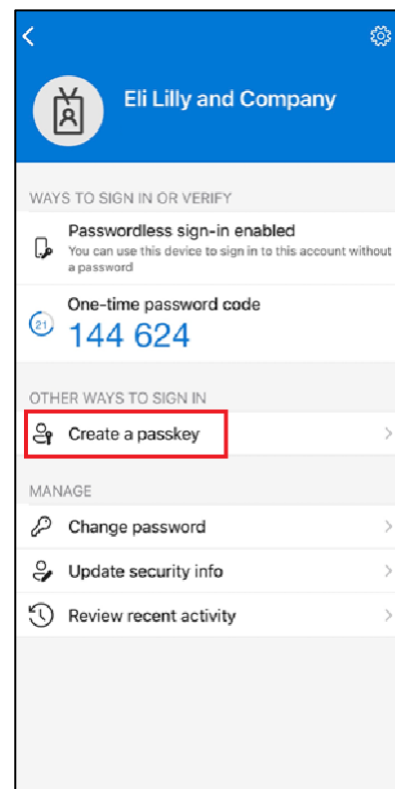 Eli Lilly and Company
WAYS TO SIGN IN OR VERIFY
Passwordless sign-in enabled
You can use this device to sign in to this account without
a password
One-time password code
21
144 624
OTHER WAYS TO SIGN IN
Create a passkey
MANAGE
Change password
Update security info
Review recent activity